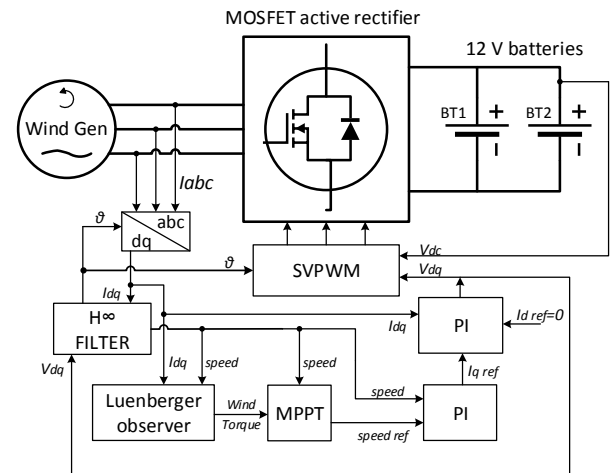 MOSFET active rectifier
12 V batteries
Wind Gen
BT1
+
BT2
+
Iabc
abc
dq
ϑ
ϑ
SVPWM
Vdc
Vdq
Idq
H∞
FILTER
Vdq
Idq
speed
speed
Idq
PI
Id ref=0
Iq ref
Luenberger
observer
Wind
Torque
MPPT
speed
speed ref
PI